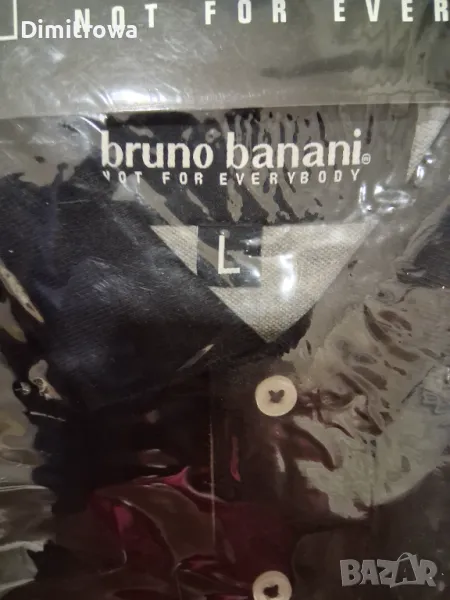 NOT FOR EVER
Dimitrowa
bruno banani®
NOT FOR EVERYBODY
L
BAZAR